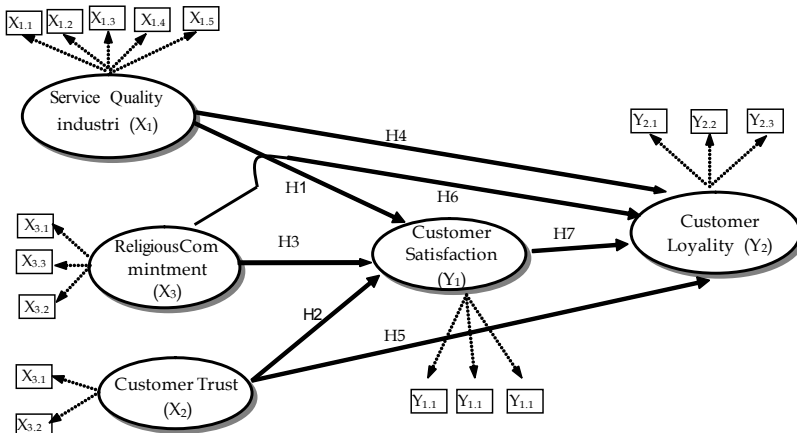 X1.1 X1.2 X1.3 X1.4 X1.5
Service Quality
industri (X1)
H4
Y2.1 Y2.2 Y2.3
H1
H6
X3.1
X3.3
X3.2
ReligiousCom
mintment
(X3)
H3
Customer
Satisfaction
(Y1)
H7
Customer
Loyality (Y2)
H2
H5
X3.1
X3.2
Customer Trust
(X2)
Y1.1 Y1.1 Y1.1